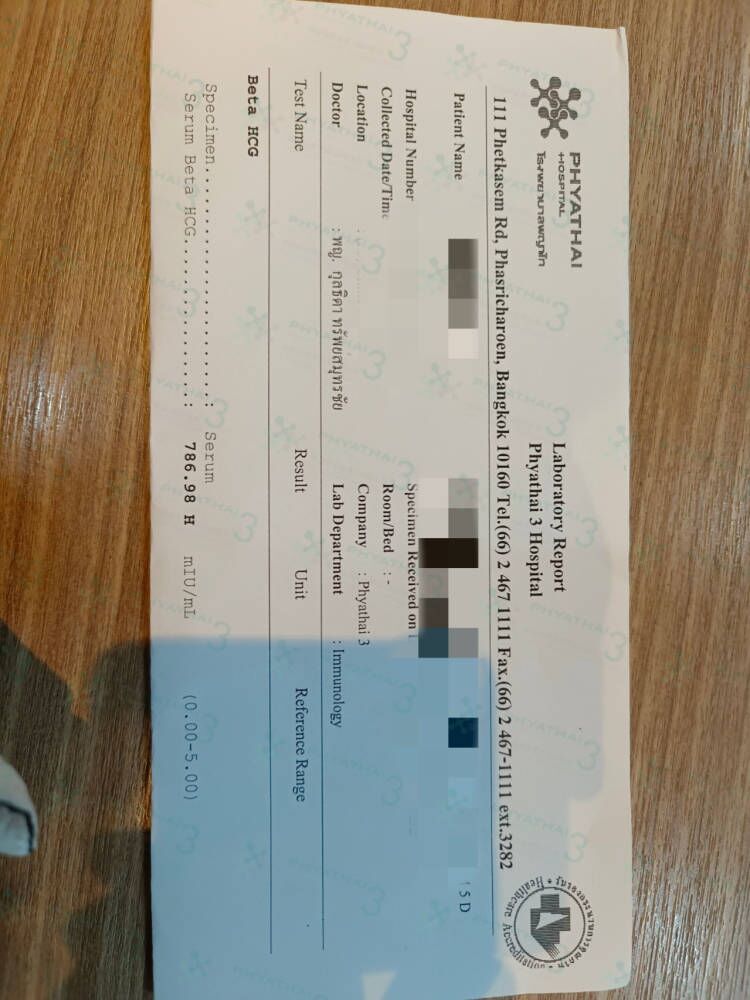 PHYATHAI
HOSPITAL
โรงพยาบาลพญาไท
Laboratory Report
Phyathai 3 Hospital
111 Phetkasem Rd, Phasricharoen, Bangkok 10160 Tel.(66) 2 467 1111 Fax.(66) 2 467-1111 ext.3282
Patient Name
5 D
Hospital Number
Specimen Received on
Collected Date/Time
Room/Bed : -
Location :
Company : Phyathai 3
Doctor : พญ. กุลธิดา ทรัพย์สมุทรชัย
Lab Department : Immunology
Test Name Result Unit Reference Range
Beta HCG
Specimen........................: Serum
Serum Beta HCG..................: 786.98 H mIU/mL (0.00-5.00)
Healthcare Accreditation